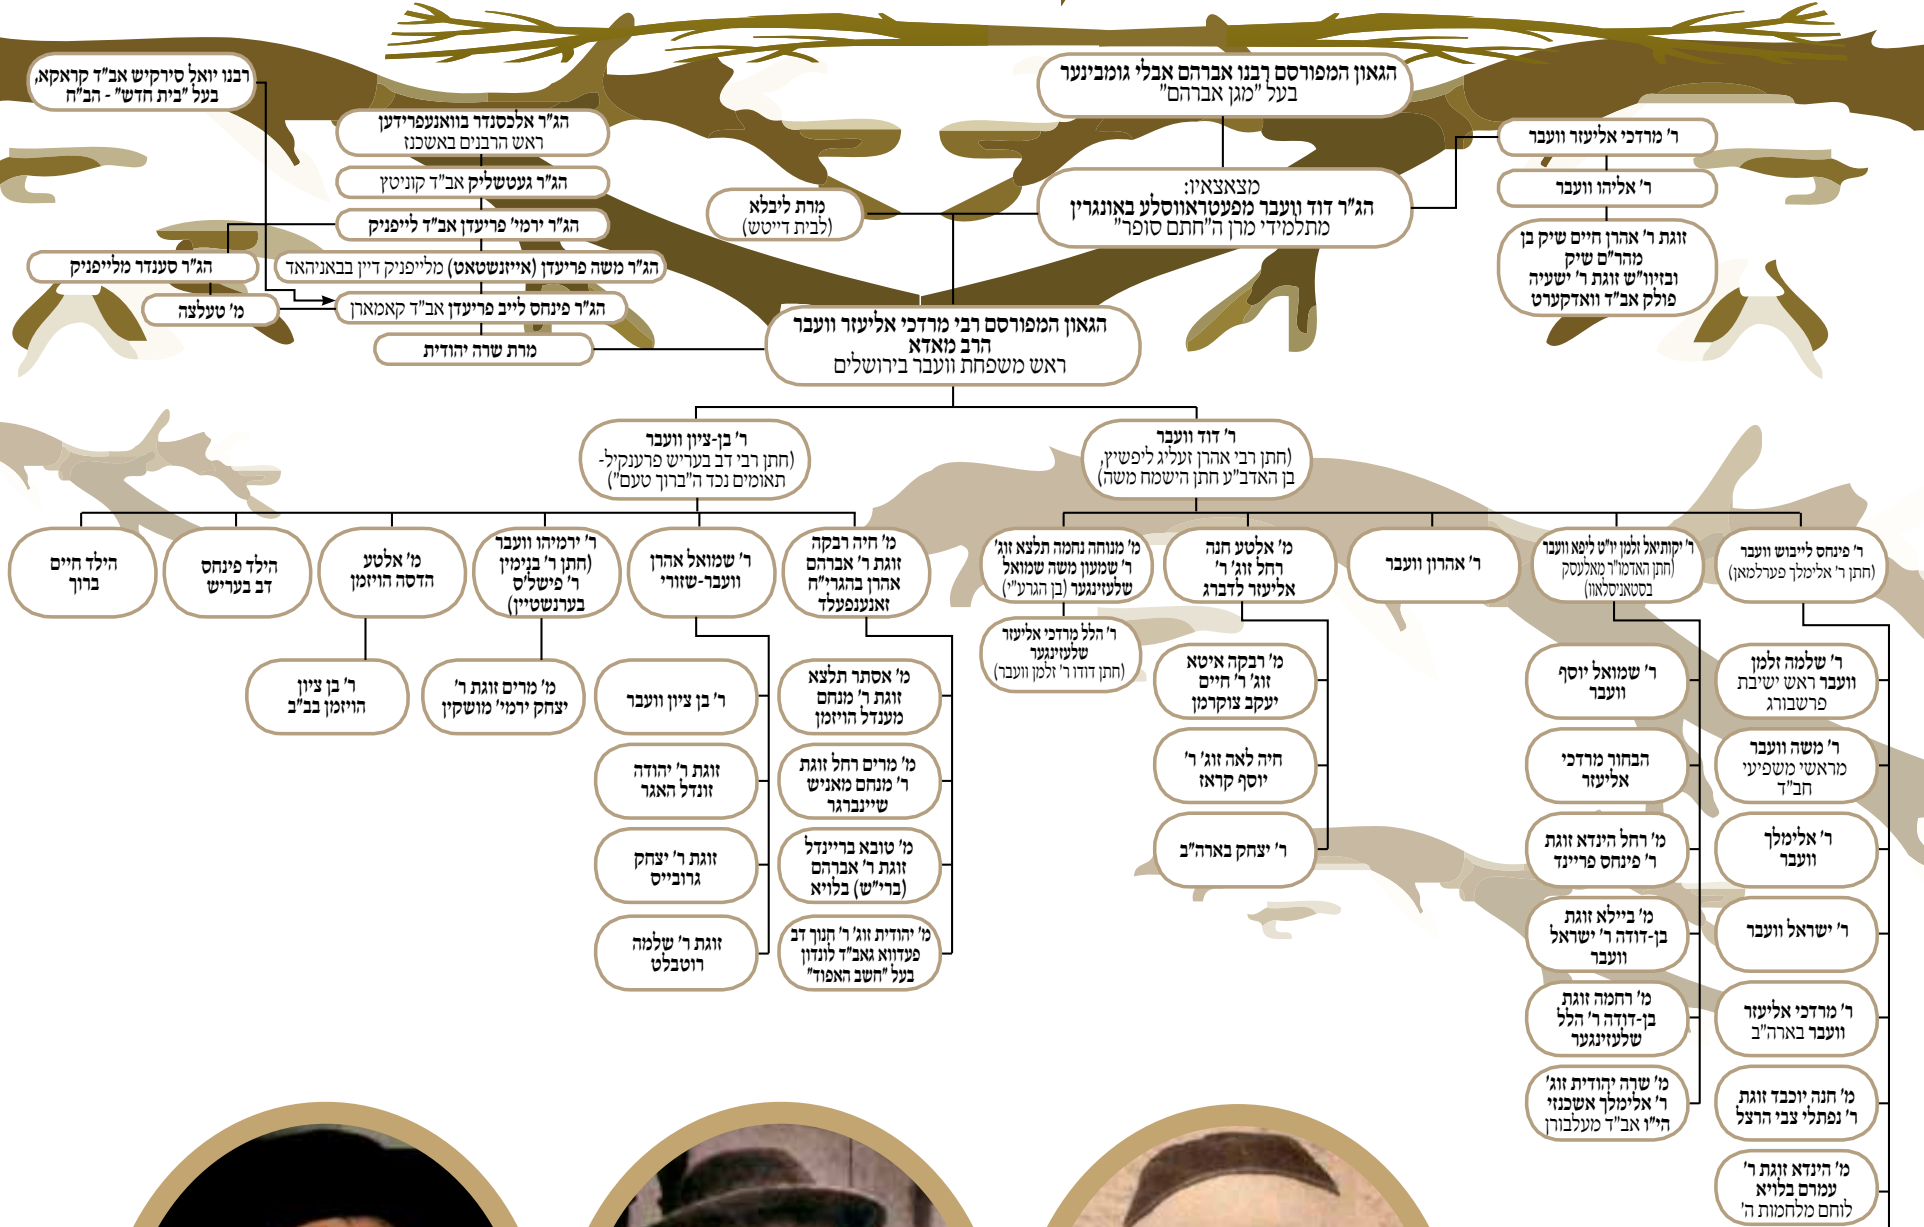 הגאון המפורסם רבנו אברהם אבלי גומבינער
בעל "מגן אברהם"
מצאצאיו:
הג"ר דוד וועבר מפעטראווסלע באונגרין
מתלמידי מרן ה"חתם סופר"
מרת ליבלא
(לבית דייטש)
ר' מרדכי אליעזר וועבר
ר' אליהו וועבר
זוגת ר' אהרן חיים שיק בן
מהר"ם שיק
ובזיוו"ש זוגת ר' ישעיה
פולק אב"ד וואדקערט
רבנו יואל סירקיש אב"ד קראקא,
בעל "בית חדש" - הב"ח
הג"ר אלכסנדר בוואנעפרידען
ראש הרבנים באשכנז
הג"ר געטשליק אב"ד קוניטץ
הג"ר ירמי' פריעדן אב"ד לייפניק
הג"ר סענדר מלייפניק
הג"ר משה פריעדן (אייזנשטאט) מלייפניק דיין בבאניהאד
מ' טעלצה
הג"ר פינחס לייב פריעדן אב"ד קאמארן
מרת שרה יהודית
הגאון המפורסם רבי מרדכי אליעזר וועבר
הרב מאדא
ראש משפחת וועבר בירושלים
ר' דוד וועבר
(חתן רבי אהרן זעליג ליפשיץ,
בן האדב"ע חתן הישמח משה)
ר' בן-ציון וועבר
(חתן רבי דב בעריש פרענקיל-
תאומים נכד ה"ברוך טעם")
ר' פינחס לייבוש וועבר
(חתן ר' אלימלך פערלמאן)
ר' יקותיאל זלמן יו"ט ליפא וועבר
(חתן האדמו"ר מאלעסק
בסטאניסלאוו)
ר' אהרון וועבר
מ' אלטע חנה
רחל זוג' ר'
אליעזר לדברג
מ' מנוחה נחמה תלצא זוג'
ר' שמעון משה שמואל
שלעזינגער (בן הגרע"י)
מ' חיה רבקה
זוגת ר' אברהם
אהרן בהגרי"ח
זאנענפעלד
ר' שמואל אהרן
וועבר-שזורי
ר' ירמיהו וועבר
(חתן ר' בנימין
ר' פישל'ס
בערנשטיין)
מ' אלטע
הדסה הויזמן
הילד פינחס
דב בעריש
הילד חיים
ברוך
ר' שלמה זלמן
וועבר ראש ישיבת
פרשבורג
ר' משה וועבר
מראשי משפיעי
חב"ד
ר' אלימלך
וועבר
ר' ישראל וועבר
ר' מרדכי אליעזר
וועבר בארה"ב
מ' חנה יוכבד זוגת
ר' נפתלי צבי הרצל
מ' הינדא זוגת ר'
עמרם בלויא
לוחם מלחמות ה'
ר' שמואל יוסף
וועבר
הבחור מרדכי
אליעזר
מ' רחל הינדא זוגת
ר' פינחס פריינד
מ' ביילא זוגת
בן-דודה ר' ישראל
וועבר
מ' רחמה זוגת
בן-דודה ר' הלל
שלעזינגער
מ' שרה יהודית זוג'
ר' אלימלך אשכנזי
הי"ו אב"ד מעלבורן
מ' רבקה איטא
זוג' ר' חיים
יעקב צוקרמן
חיה לאה זוג' ר'
יוסף קראז
ר' יצחק בארה"ב
ר' הלל מרדכי אליעזר
שלעזינגער
(חתן דודו ר' זלמן וועבר)
מ' אסתר תלצא
זוגת ר' מנחם
מענדל הויזמן
מ' מרים רחל זוגת
ר' מנחם מאניש
שיינברגר
מ' טובא בריינדל
זוגת ר' אברהם
(ברי"ש) בלויא
מ' יהודית זוג' ר' חנוך דב
פעדווא גאב"ד לונדון
בעל "חשב האפוד"
ר' בן ציון וועבר
זוגת ר' יהודה
זונדל האגר
זוגת ר' יצחק
גרובייס
זוגת ר' שלמה
רוטבלט
מ' מרים זוגת ר'
יצחק ירמי' מושקין
ר' בן ציון
הויזמן בב"ב